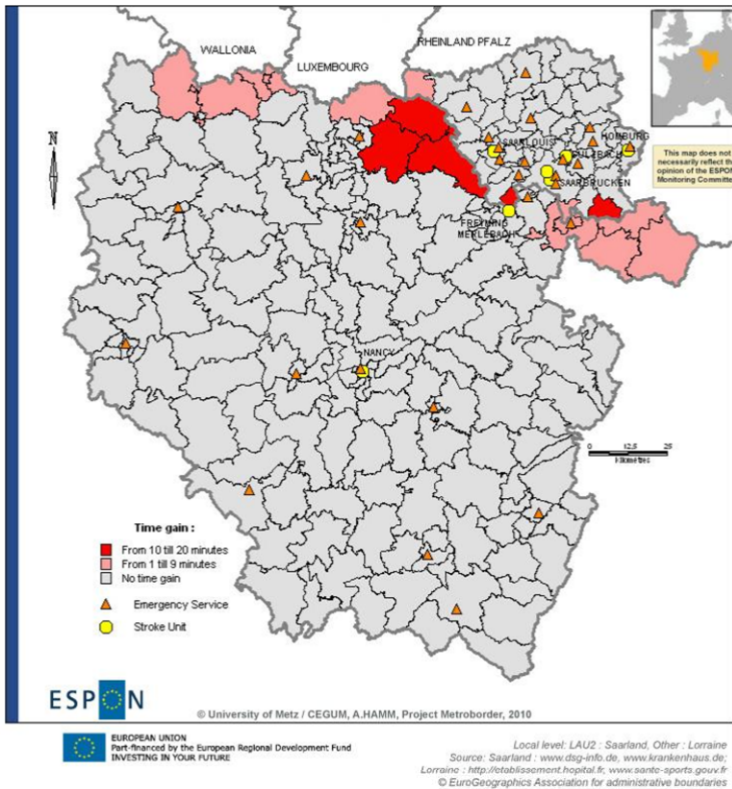 WALLONIA
LUXEMBOURG
RHEINLAND PFALZ
N
SAARLOUIS
HOMBURG
SULZBACH
SAARBRUCKEN
FREYMING
MERLEBACH
This map does not
necessarily reflect the
opinion of the ESPON
Monitoring Committee
NANCY
0 12,5 25
Kilometres
Time gain :
From 10 till 20 minutes
From 1 till 9 minutes
No time gain
Emergency Service
Stroke Unit
ESPON
© University of Metz / CEGUM, A.HAMM, Project Metroborder, 2010
EUROPEAN UNION
Part-financed by the European Regional Development Fund
INVESTING IN YOUR FUTURE
Local level: LAU2 : Saarland, Other : Lorraine
Source: Saarland : www.dsg-info.de, www.krankenhaus.de;
Lorraine : http://etablissement.hopital.fr, www.sante-sports.gouv.fr
© EuroGeographics Association for administrative boundaries